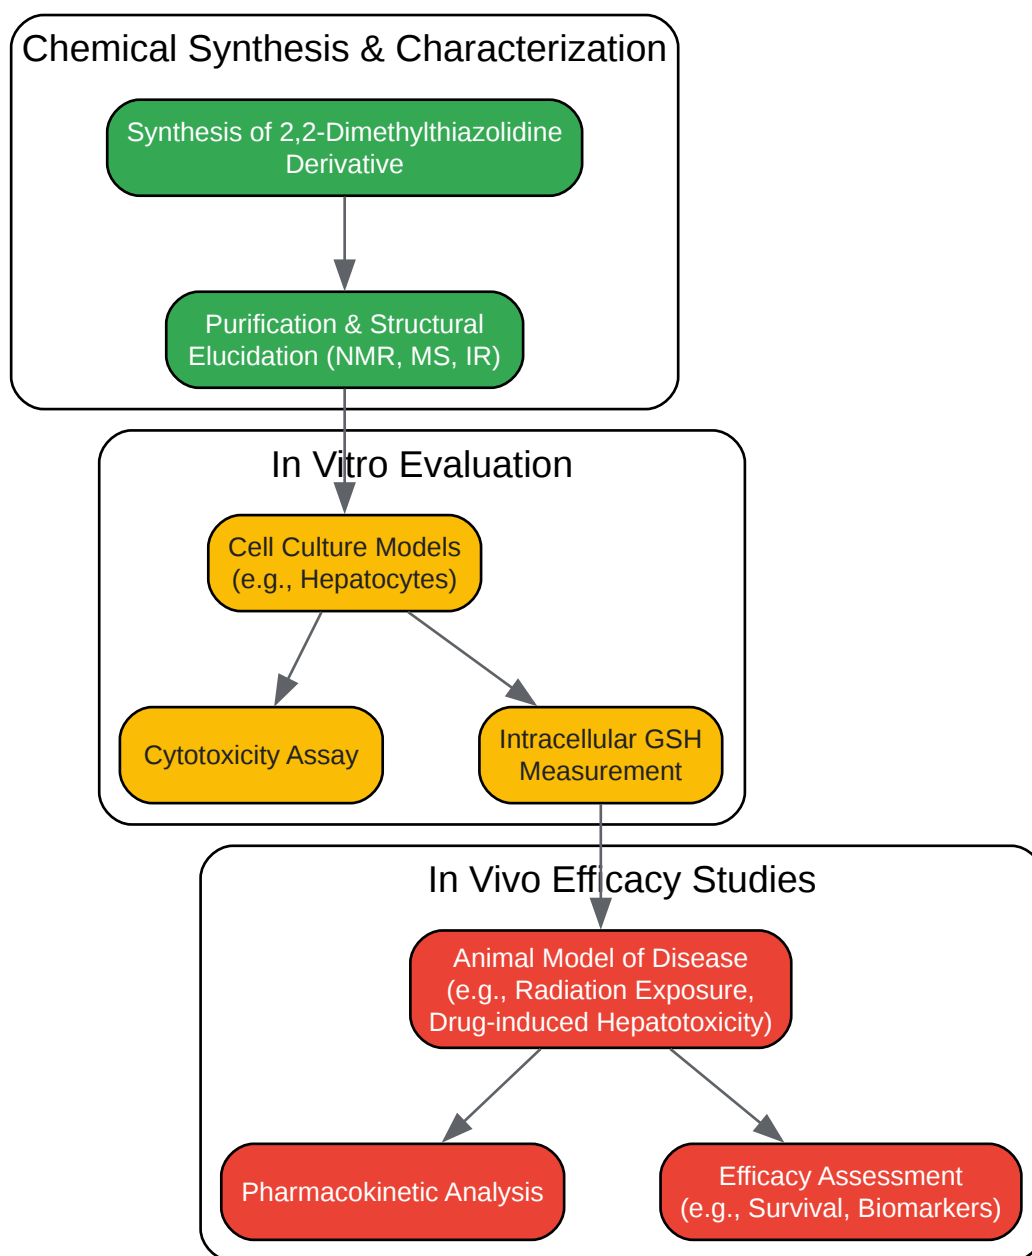 Chemical Synthesis & Characterization
Synthesis of 2,2-Dimethylthiazolidine
Derivative
Purification & Structural
Elucidation (NMR, MS, IR)
In Vitro Evaluation
Cell Culture Models
(e.g., Hepatocytes)
Cytotoxicity Assay
Intracellular GSH
Measurement
In Vivo Efficacy Studies
Animal Model of Disease
(e.g., Radiation Exposure,
Drug-induced Hepatotoxicity)
Pharmacokinetic Analysis
Efficacy Assessment
(e.g., Survival, Biomarkers)